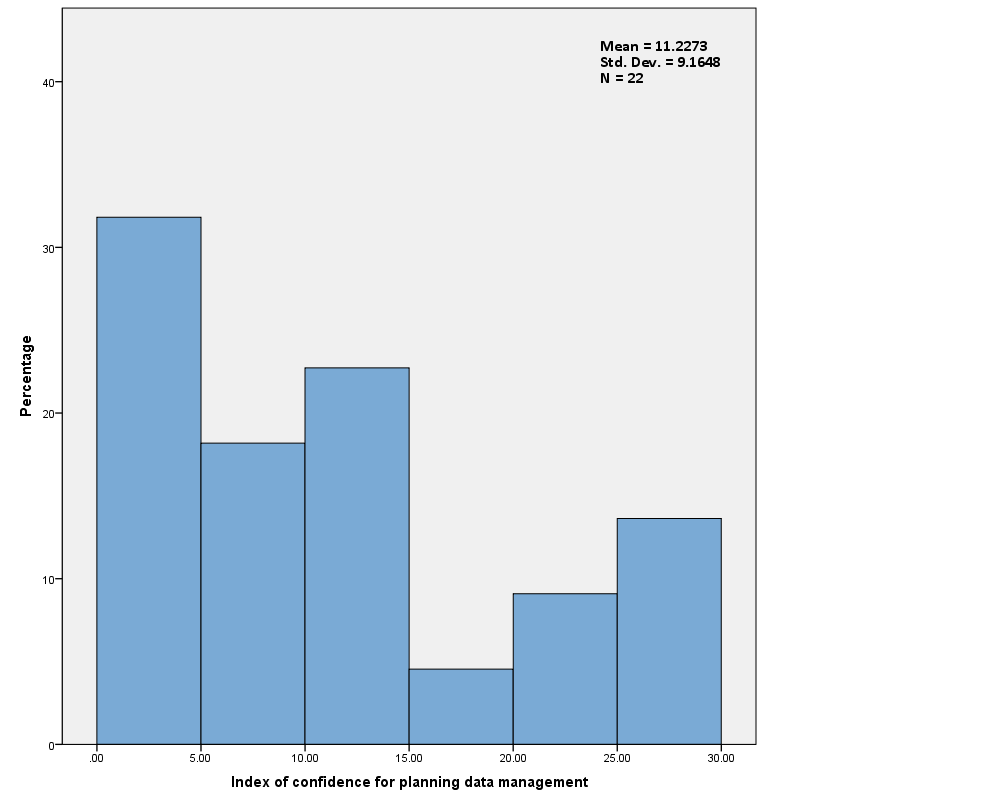 Mean = 11.2273
Std. Dev. = 9.1648
N = 22
40
30
20
10
0
Percentage
.00 5.00 10.00 15.00 20.00 25.00 30.00
Index of confidence for planning data management